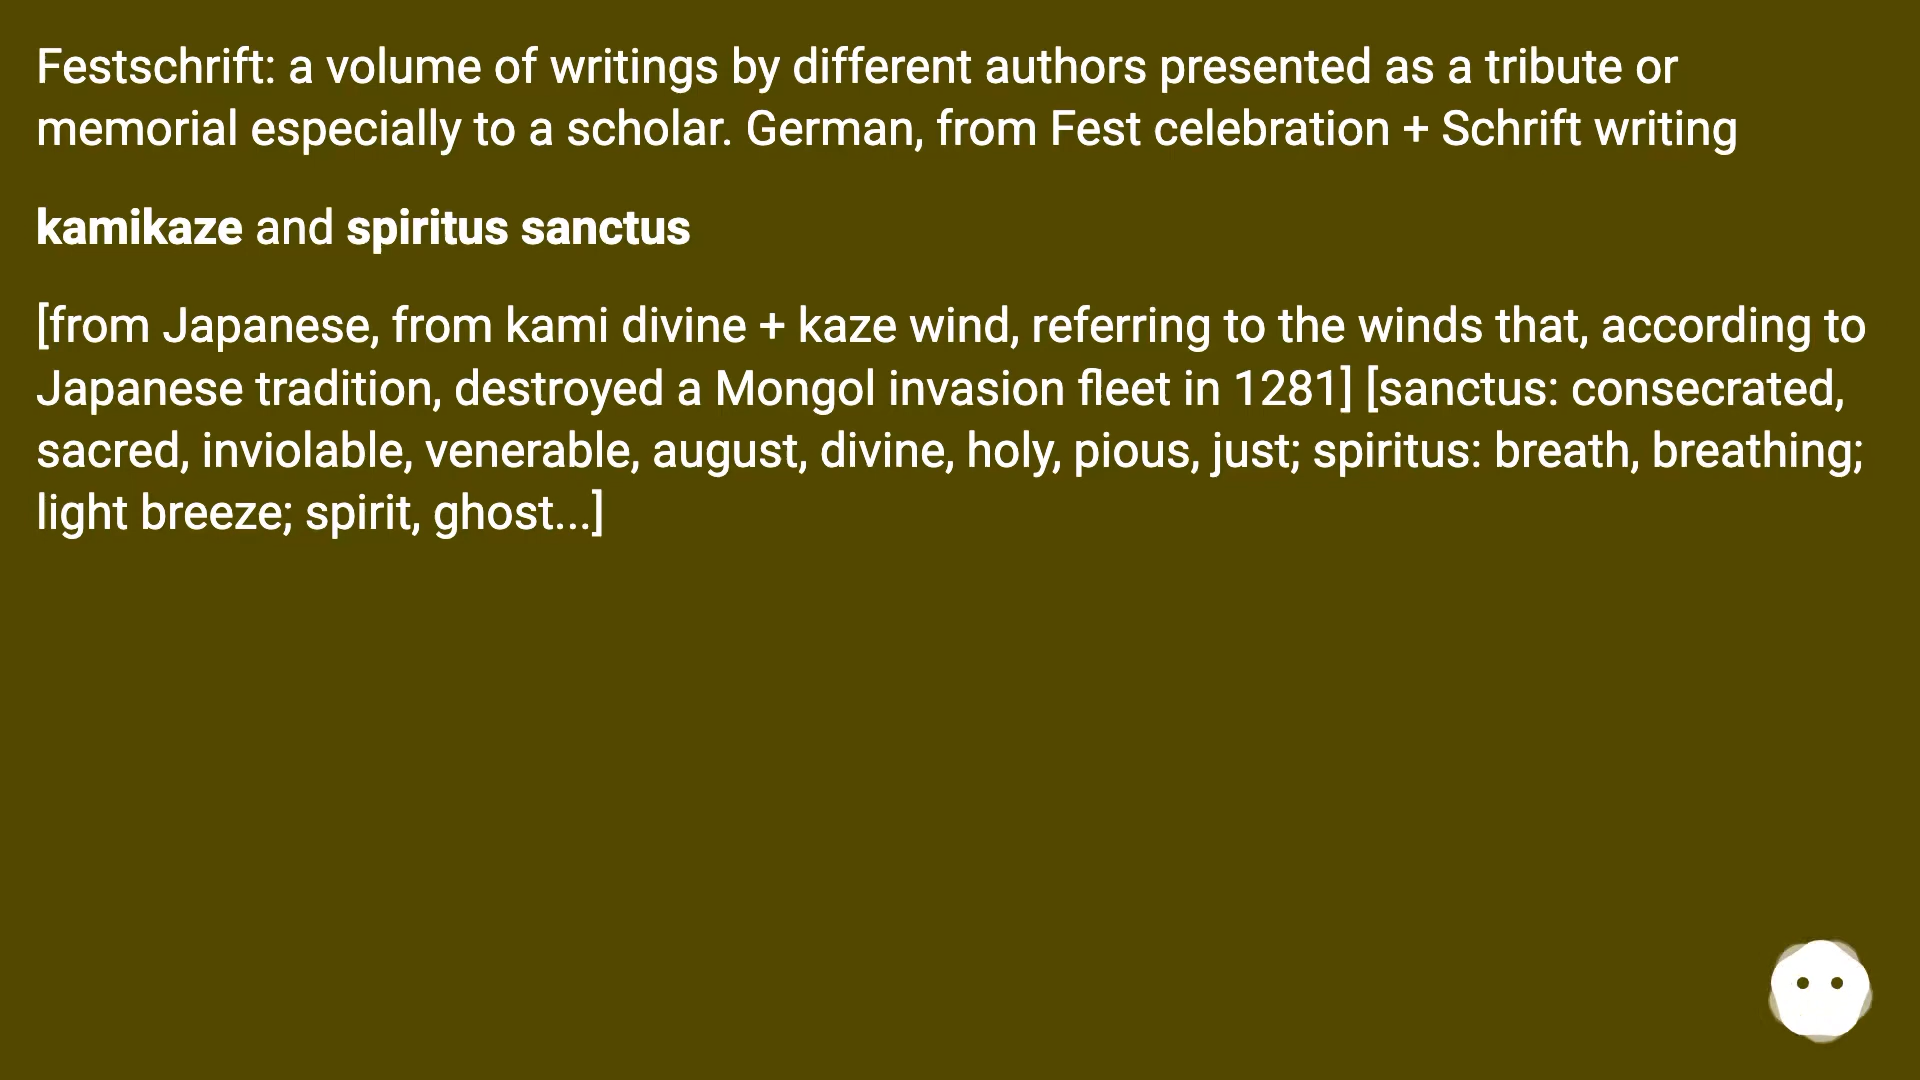 Festschrift: a volume of writings by different authors presented as a tribute or
memorial especially to a scholar. German, from Fest celebration + Schrift writing
kamikaze and spiritus sanctus
[from Japanese, from kami divine + kaze wind, referring to the winds that, according to
Japanese tradition, destroyed a Mongol invasion fleet in 1281] [sanctus: consecrated,
sacred, inviolable, venerable, august, divine, holy, pious, just; spiritus: breath, breathing;
light breeze; spirit, ghost...]